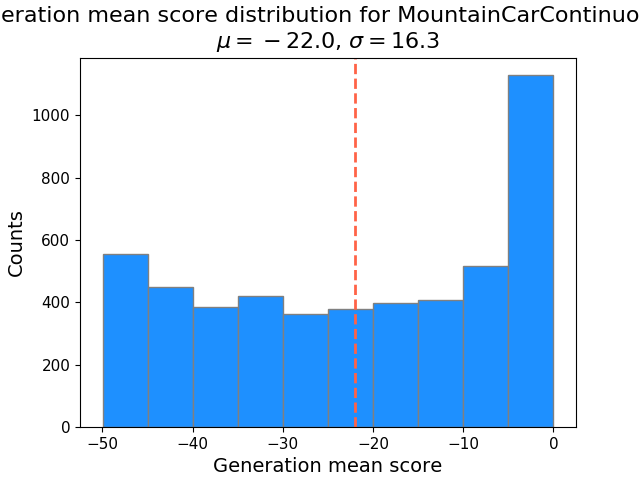 eration mean score distribution for MountainCarContinuo
μ = −22.0, σ = 16.3
1000
800
600
400
200
0
Counts
−50 −40 −30 −20 −10 0
Generation mean score